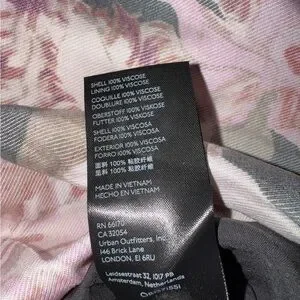 SHELL 100% VISCOSE
LINING 100% VISCOSE
COQUILLE 100% VISCOSE
DOUBLURE 100% VISCOSE
OBERSTOFF 100% VISKOSE
FUTTER 100% VISKOSE
SHELL 100% VISCOSA
FODERA 100% VISCOSA
EXTERIOR 100% VISCOSA
FORRO 100% VISCOSA
面料 100% 粘胶纤维
里料 100% 粘胶纤维
MADE IN VIETNAM
HECHO EN VIETNAM
RN 66170
CA 32054
Urban Outfitters, Inc
146 Brick Lane
LONDON, E1 6RU
Leidsestraat 32, 1017 PB
Amsterdam, Netherlands